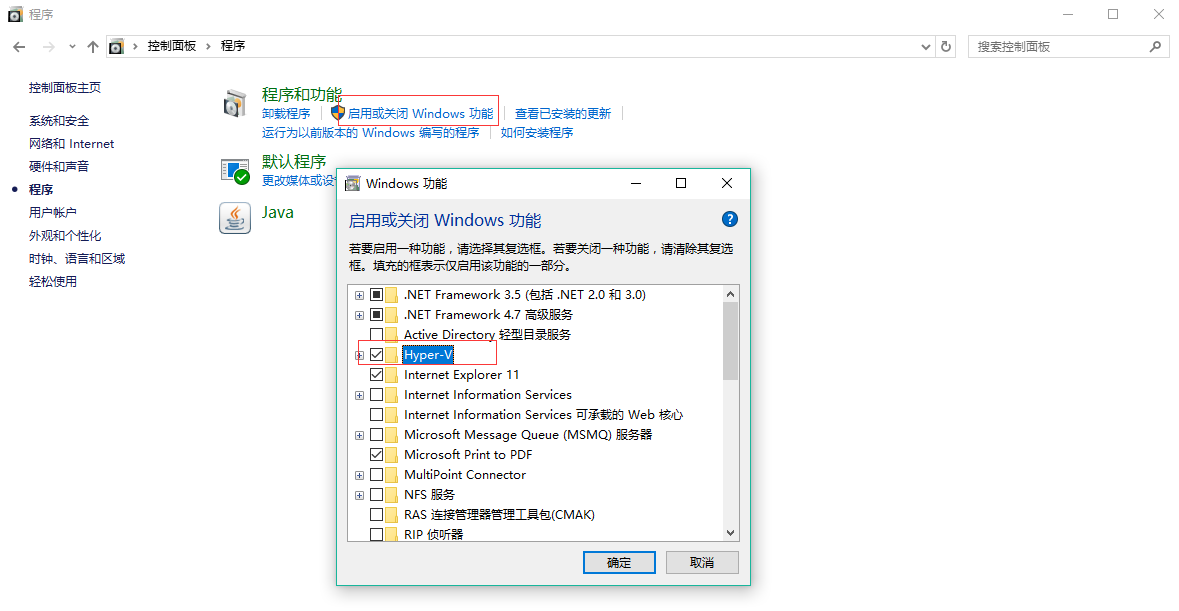 程序
控制面板 程序
搜索控制面板
控制面板主页
系统和安全
网络和 Internet
硬件和声音
程序
用户帐户
外观和个性化
时钟、语言和区域
轻松使用
程序和功能
卸载程序 启用或关闭 Windows 功能 查看已安装的更新
运行为以前版本的 Windows 编写的程序 如何安装程序
默认程序
更改媒体或设
Java
Windows 功能
启用或关闭 Windows 功能
若要启用一种功能，请选择其复选框。若要关闭一种功能，请清除其复选
框。填充的框表示仅启用该功能的一部分。
.NET Framework 3.5 (包括 .NET 2.0 和 3.0)
.NET Framework 4.7 高级服务
Active Directory 轻型目录服务
Hyper-V
Internet Explorer 11
Internet Information Services
Internet Information Services 可承载的 Web 核心
Microsoft Message Queue (MSMQ) 服务器
Microsoft Print to PDF
MultiPoint Connector
NFS 服务
RAS 连接管理器管理工具包(CMAK)
RIP 侦听器
确定 取消